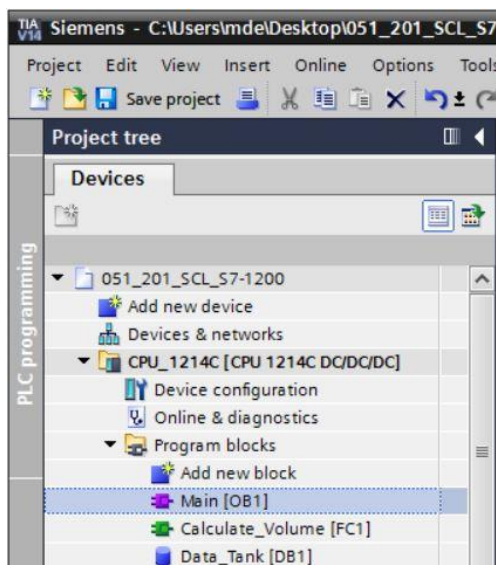 TIA V14 Siemens - C:\Users\mde\Desktop\051_201_SCL_S7
Project Edit View Insert Online Options Tools
Save project
Project tree
Devices
PLC programming
051_201_SCL_S7-1200
Add new device
Devices & networks
CPU_1214C [CPU 1214C DC/DC/DC]
Device configuration
Online & diagnostics
Program blocks
Add new block
Main [OB1]
Calculate_Volume [FC1]
Data_Tank [DB1]